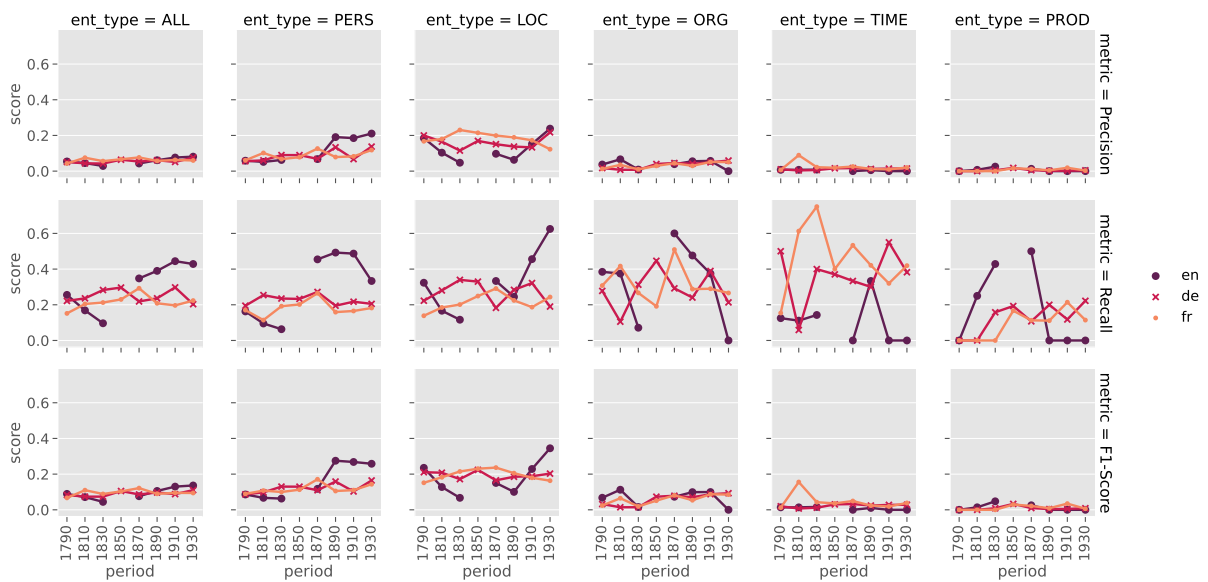 ent_type = ALL ent_type = PERS ent_type = LOC ent_type = ORG ent_type = TIME ent_type = PROD
score
0.6
0.4
0.2
0.0
metric = Precision
score
0.6
0.4
0.2
0.0
metric = Recall
en
de
fr
score
0.6
0.4
0.2
0.0
metric = F1-Score
1790 1810 1830 1850 1870 1890 1910 1930
1790 1810 1830 1850 1870 1890 1910 1930
1790 1810 1830 1850 1870 1890 1910 1930
1790 1810 1830 1850 1870 1890 1910 1930
1790 1810 1830 1850 1870 1890 1910 1930
1790 1810 1830 1850 1870 1890 1910 1930
period period period period period period